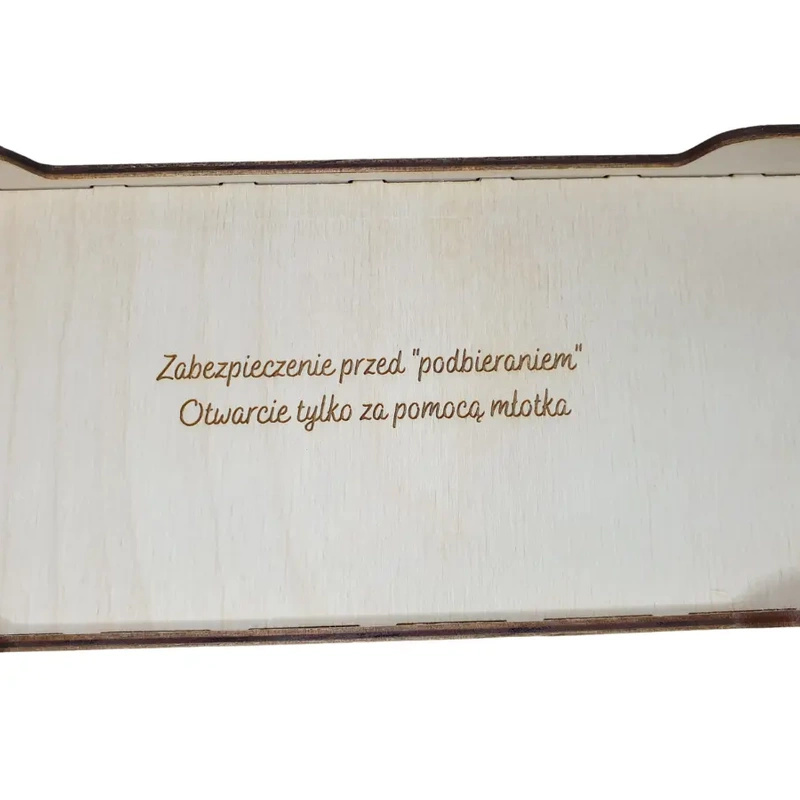 Zabezpieczenie przed "podbieraniem"
Otwarcie tylko za pomocą młotka